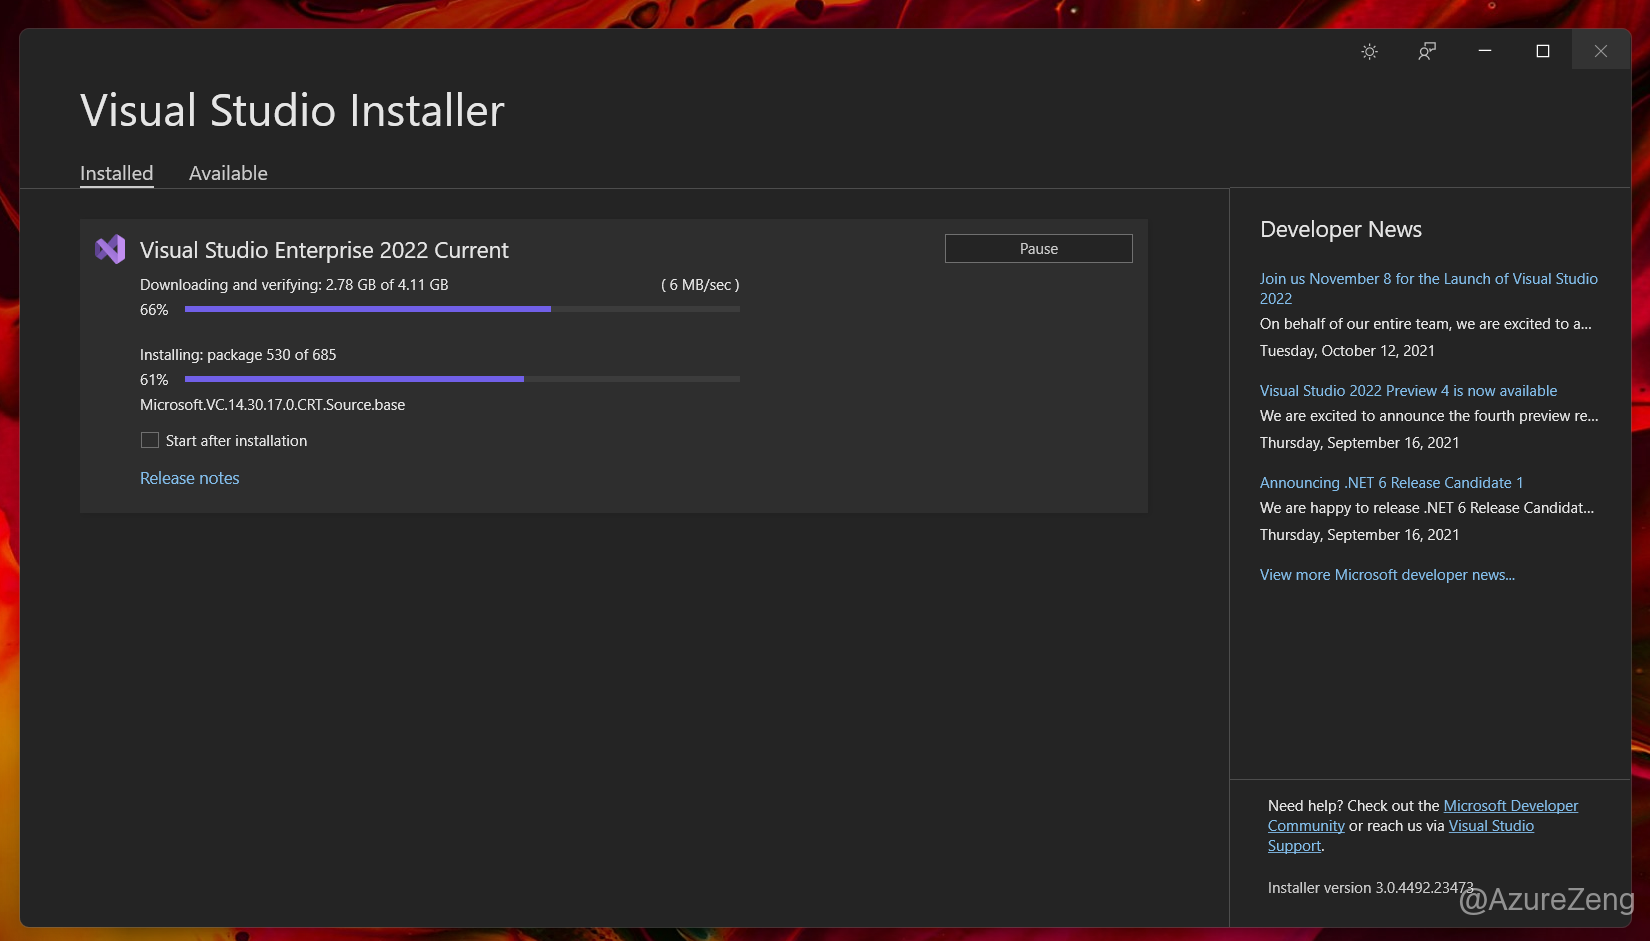 Visual Studio Installer
Installed Available
Visual Studio Enterprise 2022 Current
Pause
Downloading and verifying: 2.78 GB of 4.11 GB ( 6 MB/sec )
66%
Installing: package 530 of 685
61%
Microsoft.VC.14.30.17.0.CRT.Source.base
Start after installation
Release notes
Developer News
Join us November 8 for the Launch of Visual Studio
2022
On behalf of our entire team, we are excited to a...
Tuesday, October 12, 2021
Visual Studio 2022 Preview 4 is now available
We are excited to announce the fourth preview re...
Thursday, September 16, 2021
Announcing .NET 6 Release Candidate 1
We are happy to release .NET 6 Release Candidat...
Thursday, September 16, 2021
View more Microsoft developer news...
Need help? Check out the Microsoft Developer
Community or reach us via Visual Studio
Support.
Installer version 3.0.4492.23473
@AzureZeng